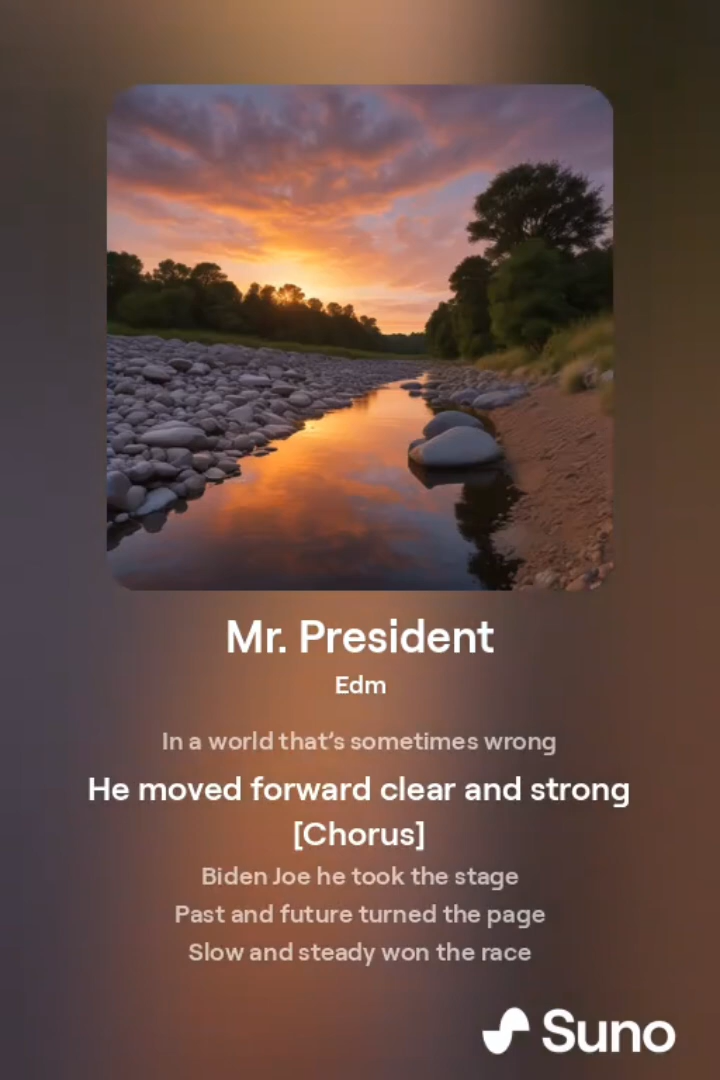 Mr. President
Edm
In a world that's sometimes wrong
He moved forward clear and strong
[Chorus]
Biden Joe he took the stage
Past and future turned the page
Slow and steady won the race
Suno